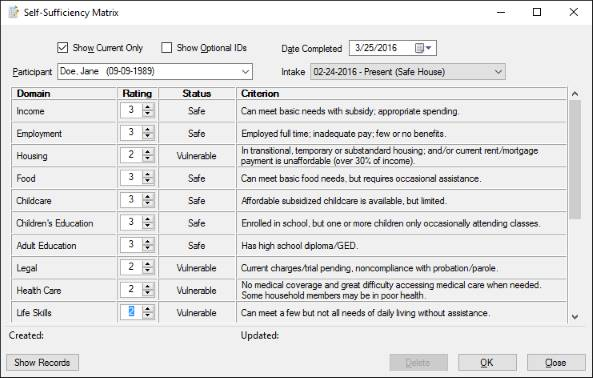 Self-Sufficiency Matrix
Show Current Only Show Optional IDs Date Completed 3/25/2016
Participant Doe, Jane (09-09-1989) Intake 02-24-2016 - Present (Safe House)
Domain Rating Status Criterion
Income 3 Safe Can meet basic needs with subsidy; appropriate spending.
Employment 3 Safe Employed full time; inadequate pay; few or no benefits.
Housing 2 Vulnerable In transitional, temporary or substandard housing; and/or current rent/mortgage
payment is unaffordable (over 30% of income).
Food 3 Safe Can meet basic food needs, but requires occasional assistance.
Childcare 3 Safe Affordable subsidized childcare is available, but limited.
Children's Education 3 Safe Enrolled in school, but one or more children only occasionally attending classes.
Adult Education 3 Safe Has high school diploma/GED.
Legal 2 Vulnerable Current charges/trial pending, noncompliance with probation/parole.
Health Care 2 Vulnerable No medical coverage and great difficulty accessing medical care when needed.
Some household members may be in poor health.
Life Skills 2 Vulnerable Can meet a few but not all needs of daily living without assistance.
Created: Updated:
Show Records Delete OK Close